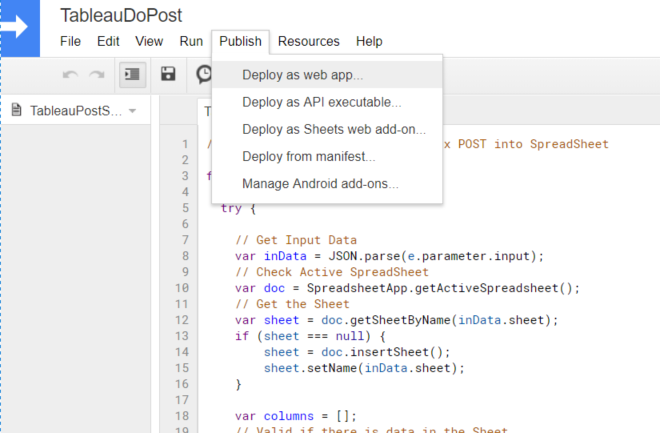 TableauDoPost
File Edit View Run Publish Resources Help
Deploy as web app...
Deploy as API executable...
Deploy as Sheets web add-on...
Deploy from manifest...
Manage Android add-ons...
TableauPostS...
1 / x POST into SpreadSheet
2
3 f
4
5 try {
6
7 // Get Input Data
8 var inData = JSON.parse(e.parameter.input);
9 // Check Active SpreadSheet
10 var doc = SpreadsheetApp.getActiveSpreadsheet();
11 // Get the Sheet
12 var sheet = doc.getSheetByName(inData.sheet);
13 if (sheet === null) {
14 sheet = doc.insertSheet();
15 sheet.setName(inData.sheet);
16 }
17
18 var columns = [];
19 // Valid if there is data in the Sheet